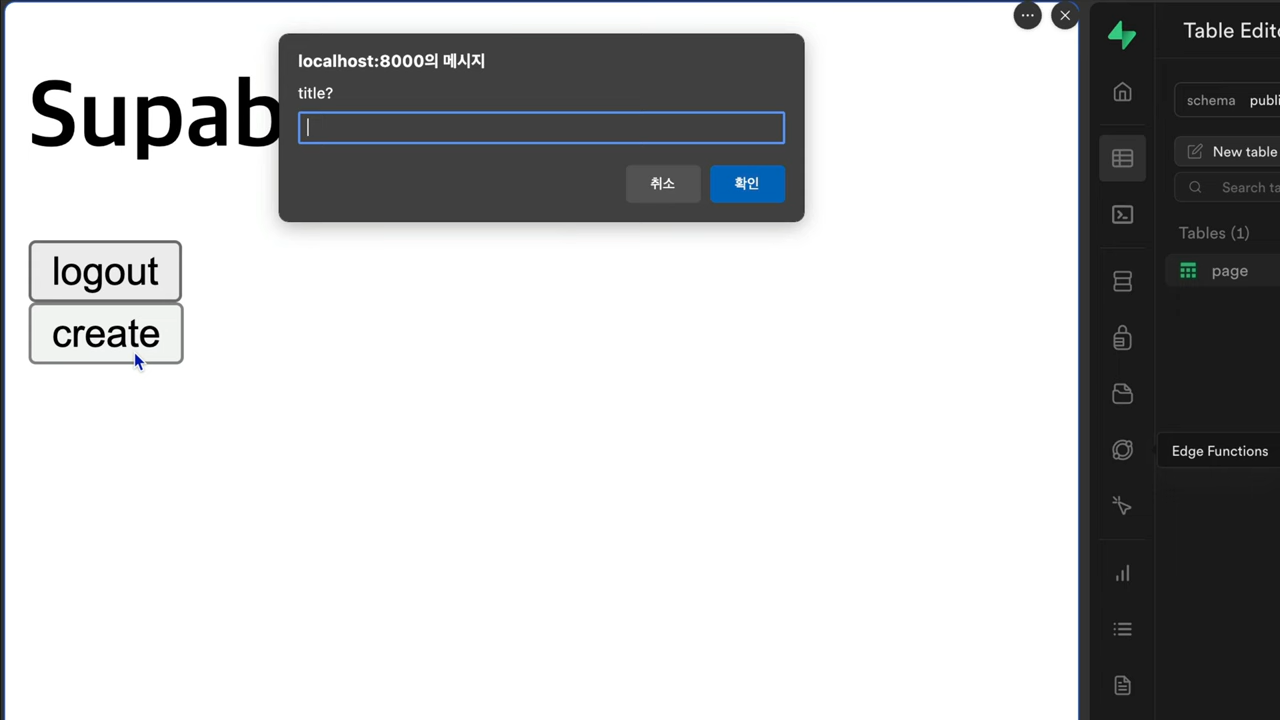 localhost:8000의 메시지
title?
취소
확인
Supab
logout
create
Table Edito
schema publi
New table
Search ta
Tables (1)
page
Edge Functions